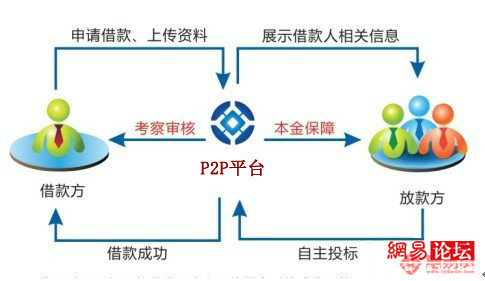 申请借款、上传资料
展示借款人相关信息
考察审核
本金保障
P2P平台
借款方
放款方
借款成功
自主投标
網易论坛